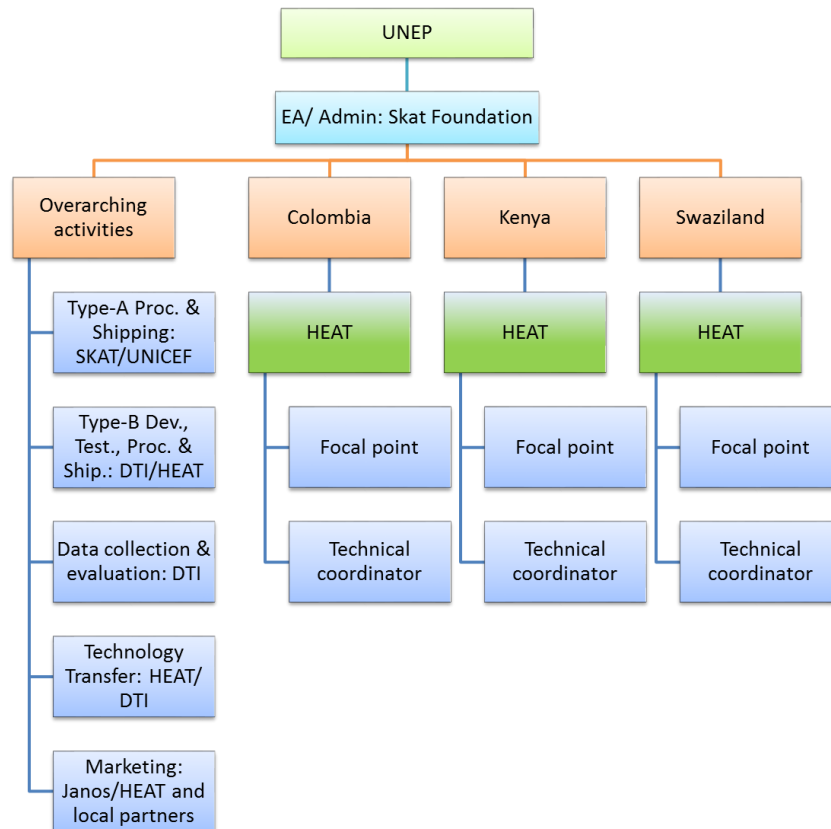 UNEP
EA/ Admin: Skat Foundation
Overarching
activities
Colombia
Kenya
Swaziland
Type-A Proc. &
Shipping:
SKAT/UNICEF
HEAT
HEAT
HEAT
Type-B Dev.,
Test., Proc. &
Ship.: DTI/HEAT
Focal point
Focal point
Focal point
Data collection &
evaluation: DTI
Technical
coordinator
Technical
coordinator
Technical
coordinator
Technology
Transfer: HEAT/
DTI
Marketing:
Janos/HEAT and
local partners